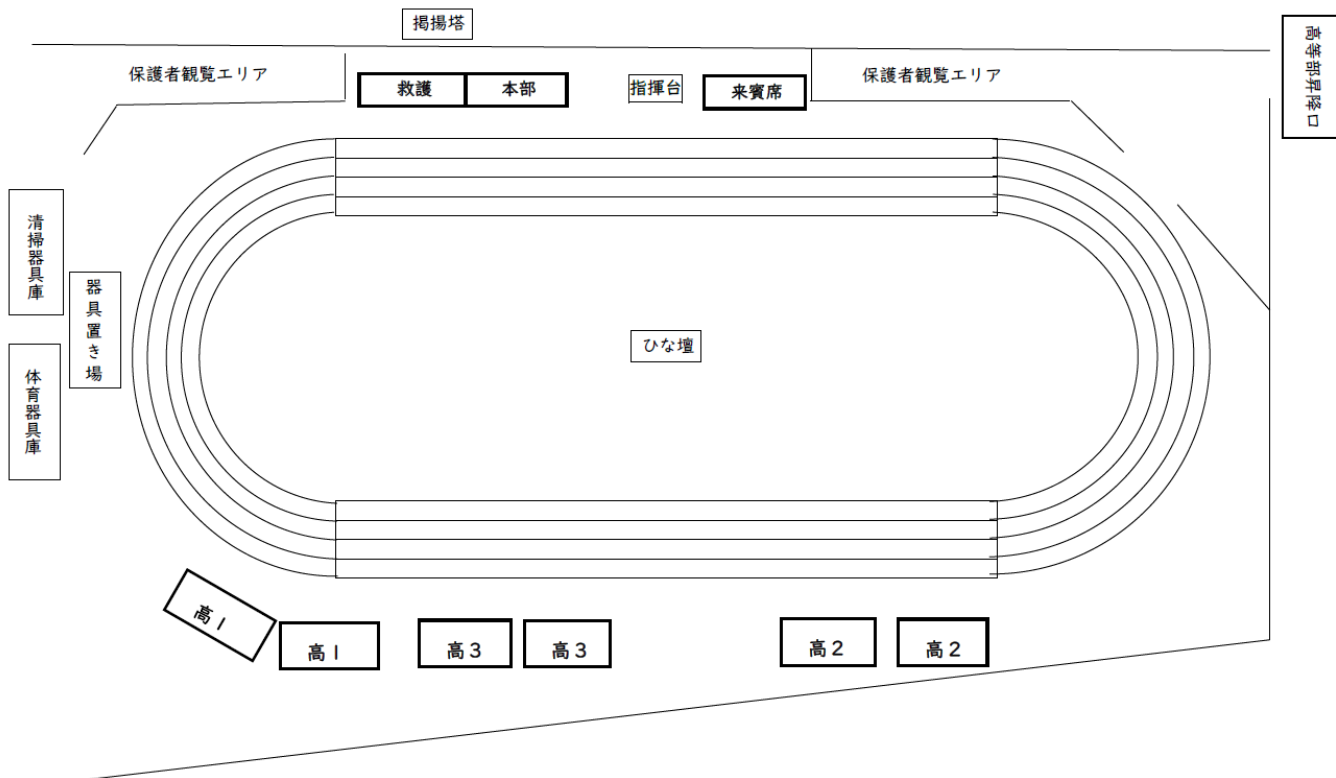 掲揚塔
高等部昇降口
保護者観覧エリア
救護
本部
指揮台
来賓席
保護者観覧エリア
清掃器具庫
器具置き場
体育器具庫
ひな壇
高1
高1
高3
高3
高2
高2